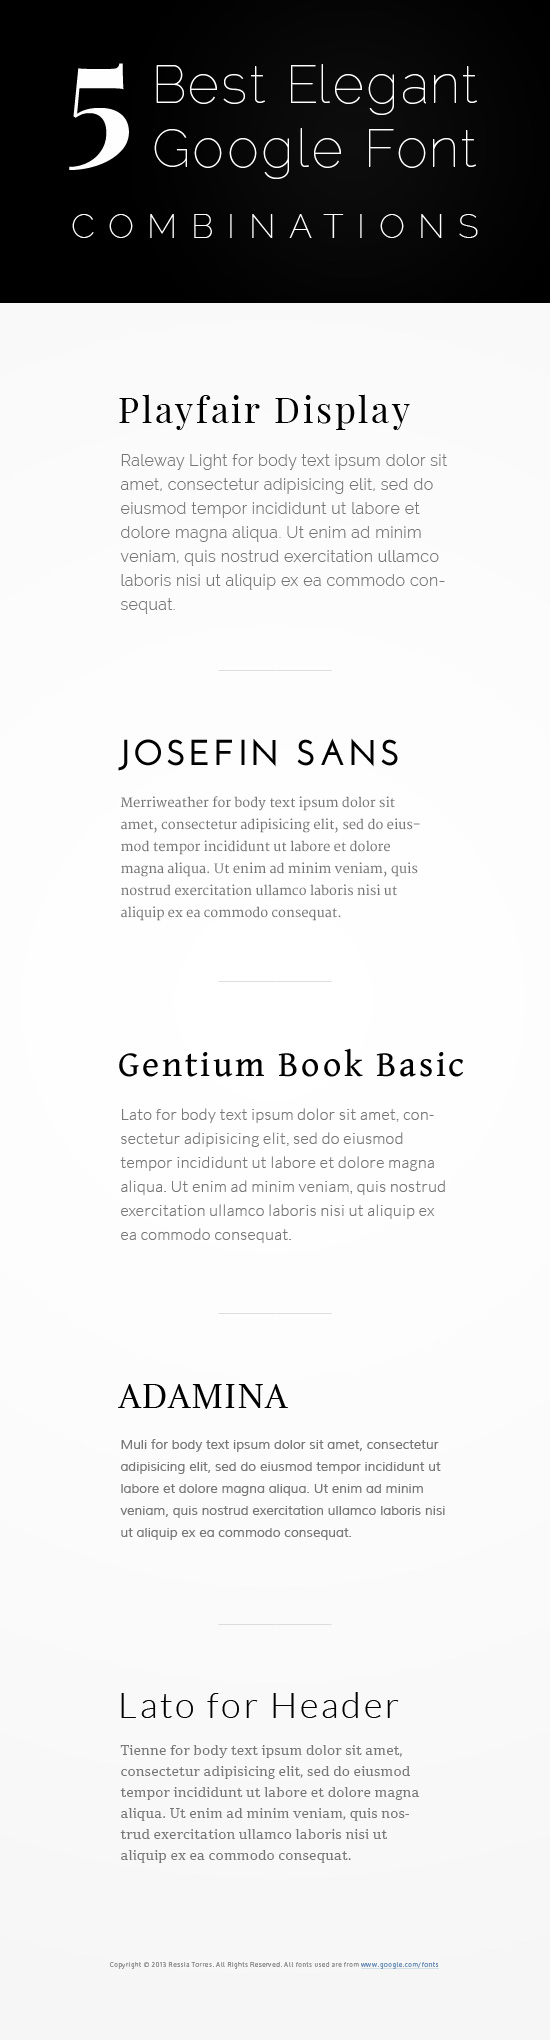 5 Best Elegant
Google Font
COMBINATIONS
Playfair Display
Raleway Light for body text ipsum dolor sit
amet, consectetur adipisicing elit, sed do
eiusmod tempor incididunt ut labore et
dolore magna aliqua. Ut enim ad minim
veniam, quis nostrud exercitation ullamco
laboris nisi ut aliquip ex ea commodo con-
sequat.
JOSEFIN SANS
Merriweather for body text ipsum dolor sit
amet, consectetur adipisicing elit, sed do eius-
mod tempor incididunt ut labore et dolore
magna aliqua. Ut enim ad minim veniam, quis
nostrud exercitation ullamco laboris nisi ut
aliquip ex ea commodo consequat.
Gentium Book Basic
Lato for body text ipsum dolor sit amet, con-
sectetur adipisicing elit, sed do eiusmod
tempor incididunt ut labore et dolore magna
aliqua. Ut enim ad minim veniam, quis nostrud
exercitation ullamco laboris nisi ut aliquip ex
ea commodo consequat.
ADAMINA
Muli for body text ipsum dolor sit amet, consectetur
adipisicing elit, sed do eiusmod tempor incididunt ut
labore et dolore magna aliqua. Ut enim ad minim
veniam, quis nostrud exercitation ullamco laboris nisi
ut aliquip ex ea commodo consequat.
Lato for Header
Tienne for body text ipsum dolor sit amet,
consectetur adipisicing elit, sed do eiusmod
tempor incididunt ut labore et dolore magna
aliqua. Ut enim ad minim veniam, quis nos-
trud exercitation ullamco laboris nisi ut
aliquip ex ea commodo consequat.
Copyright © 2013 Ressia Torres. All Rights Reserved. All fonts used are from www.google.com/fonts